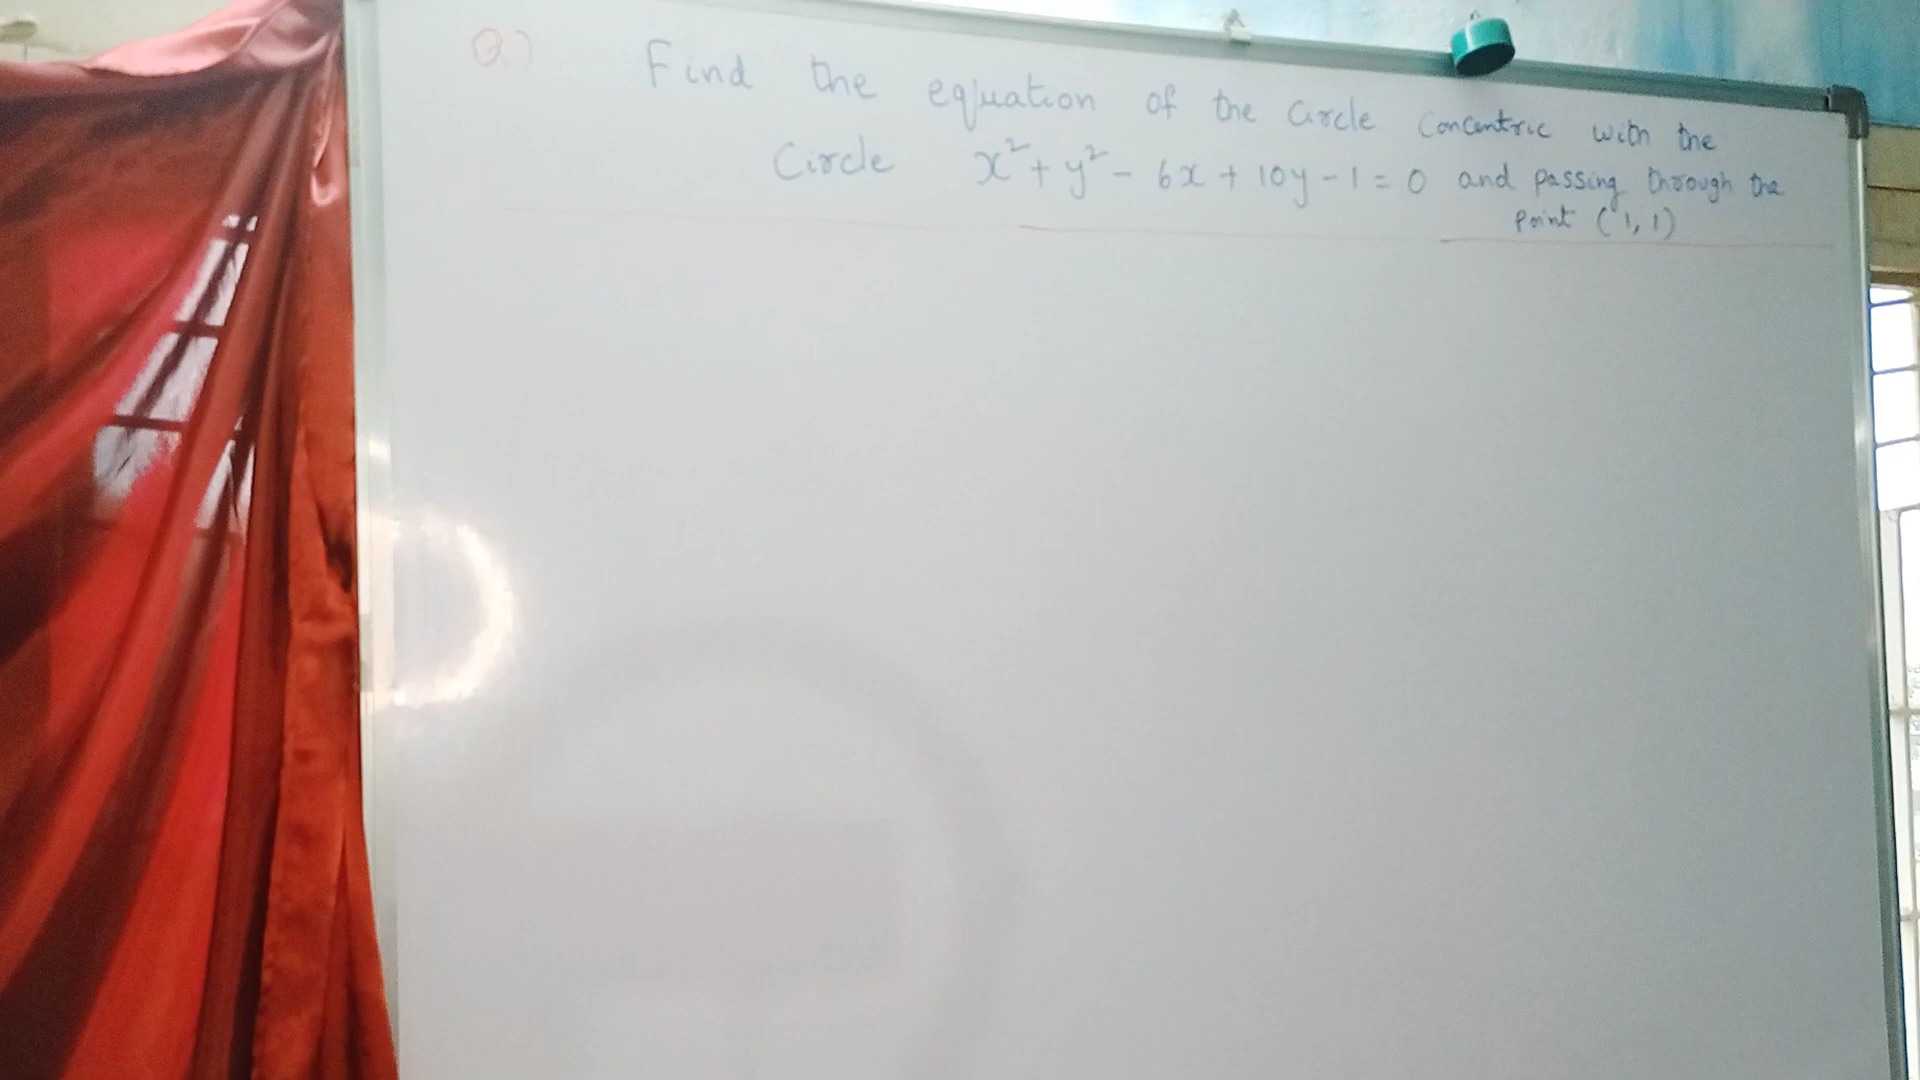 Q) Find the equation of the circle concentric with the
Circle x² + y² - 6x + 10y - 1 = 0 and passing through the
point (1, 1)